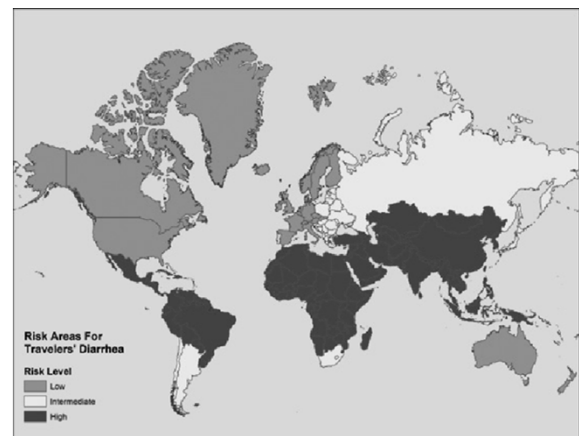 Risk Areas For
Travelers' Diarrhea
Risk Level
Low
Intermediate
High